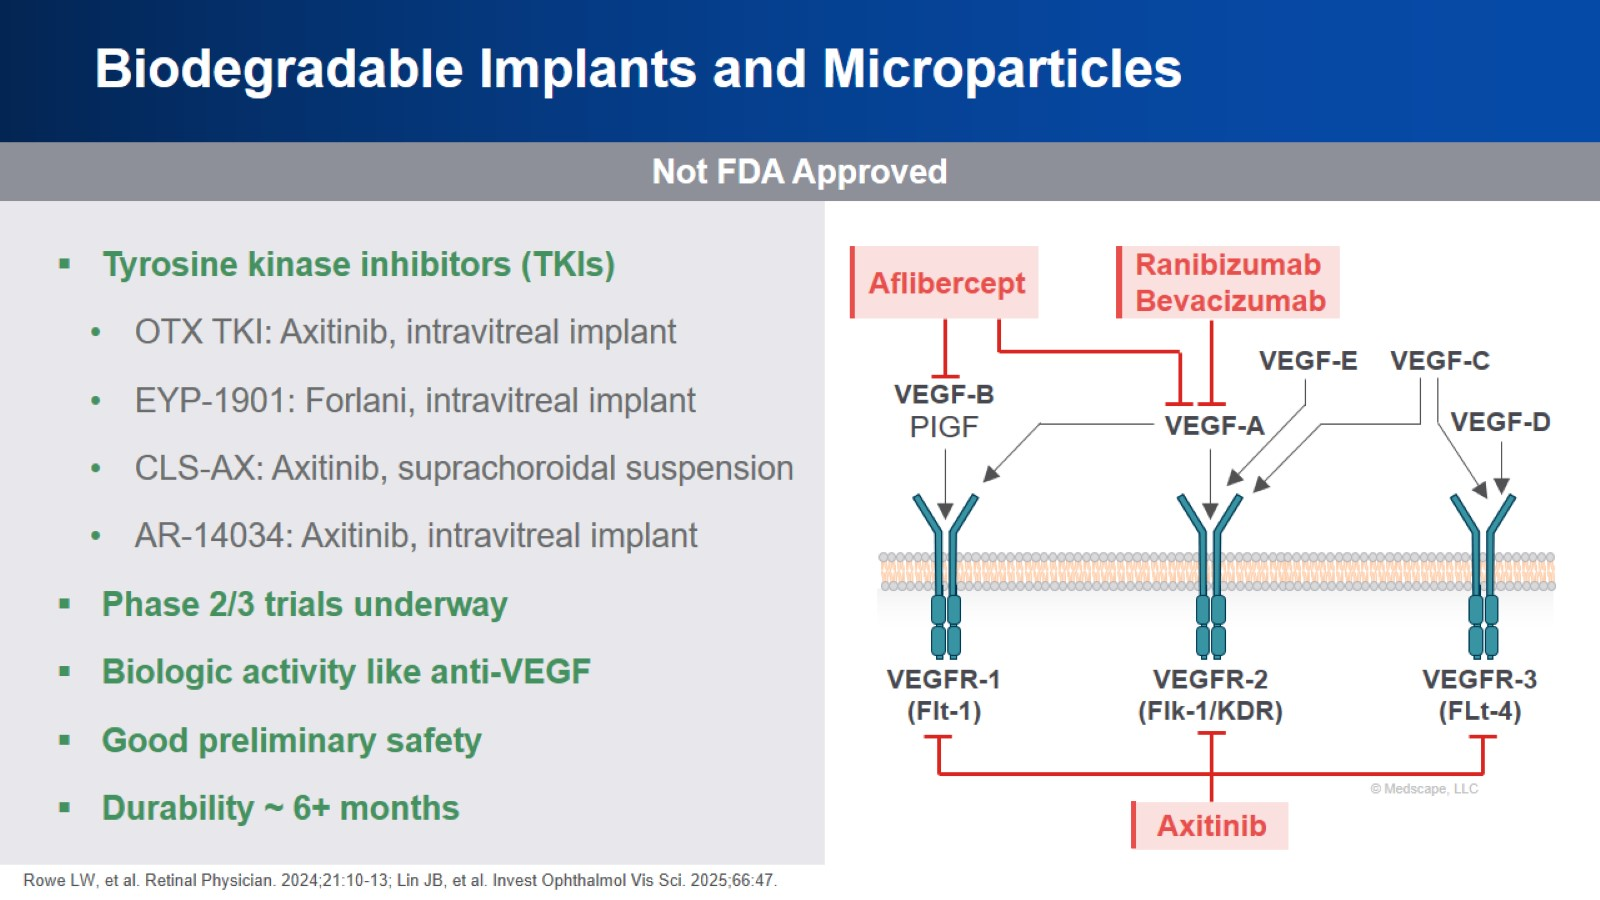 Biodegradable Implants and Microparticles
Not FDA Approved
▪ Tyrosine kinase inhibitors (TKIs)
• OTX TKI: Axitinib, intravitreal implant
• EYP-1901: Forlani, intravitreal implant
• CLS-AX: Axitinib, suprachoroidal suspension
• AR-14034: Axitinib, intravitreal implant
▪ Phase 2/3 trials underway
▪ Biologic activity like anti-VEGF
▪ Good preliminary safety
▪ Durability ~ 6+ months
Aflibercept
Ranibizumab
Bevacizumab
VEGF-E
VEGF-C
VEGF-B
PIGF
VEGF-A
VEGF-D
VEGFR-1
(Flt-1)
VEGFR-2
(Flk-1/KDR)
VEGFR-3
(FLt-4)
© Medscape, LLC
Axitinib
Rowe LW, et al. Retinal Physician. 2024;21:10-13; Lin JB, et al. Invest Ophthalmol Vis Sci. 2025;66:47.